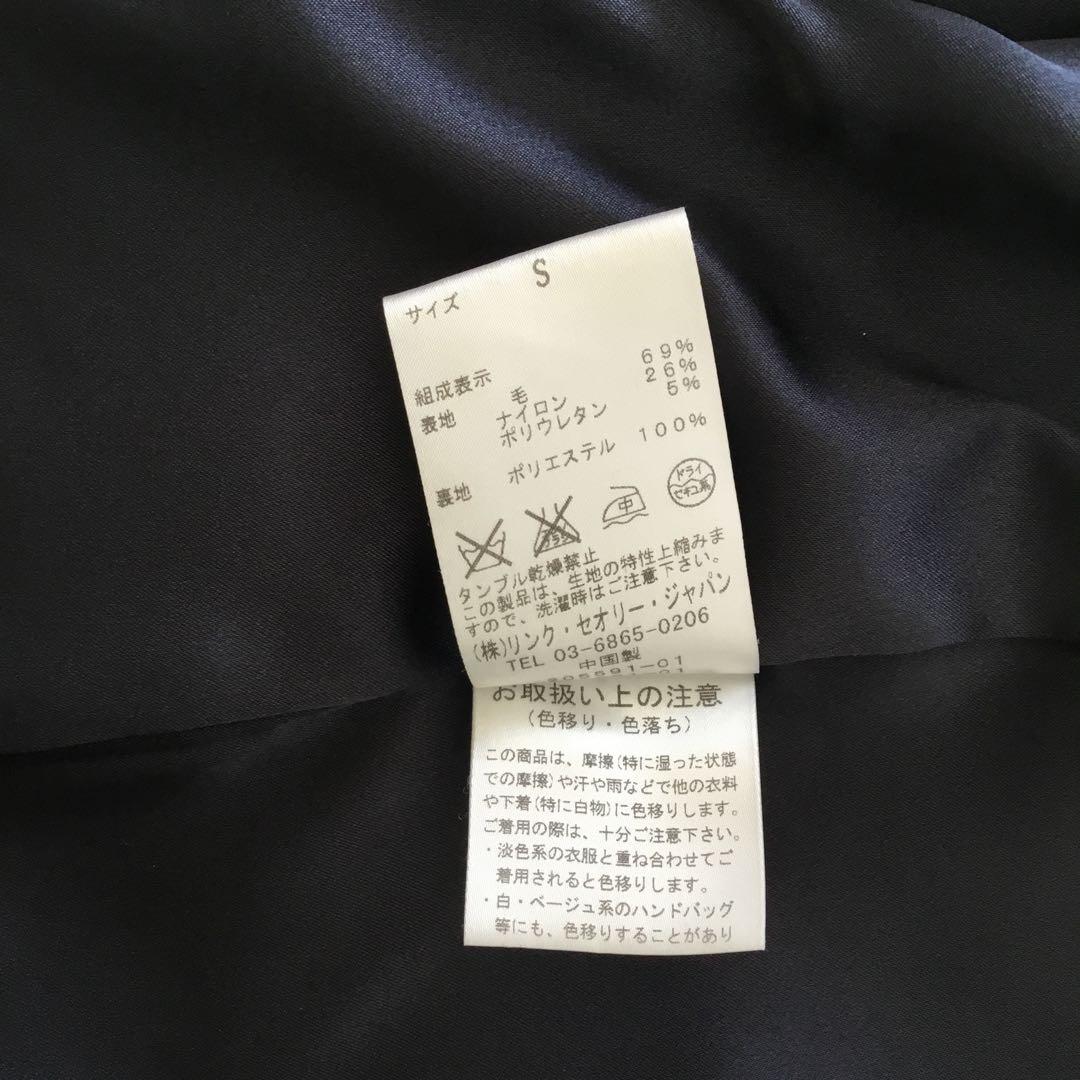 サイズ S
組成表示
表地 毛 69%
ナイロン 26%
ポリウレタン 5%
裏地 ポリエステル 100%
中
ドライ
セキユ系
タンブル乾燥禁止
この製品は、生地の特性上縮みま
すので、洗濯時はご注意下さい。
(株)リンク・セオリー・ジャパン
TEL 03-6865-0206
中国製
お取扱い上の注意
(色移り・色落ち)
この商品は、摩擦(特に湿った状態
での摩擦)や汗や雨などで他の衣料
や下着(特に白物)に色移りします。
ご着用の際は、十分ご注意下さい。
・淡色系の衣服と重ね合わせてご
着用されると色移りします。
・白・ベージュ系のハンドバッグ
等にも、色移りすることがあり